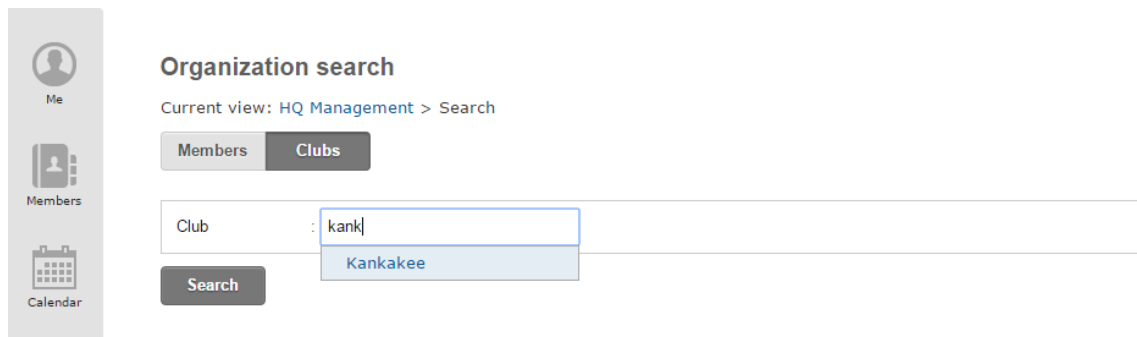 Me
Members
Calendar
Organization search
Current view: HQ Management > Search
Members Clubs
Club : kank
Kankakee
Search